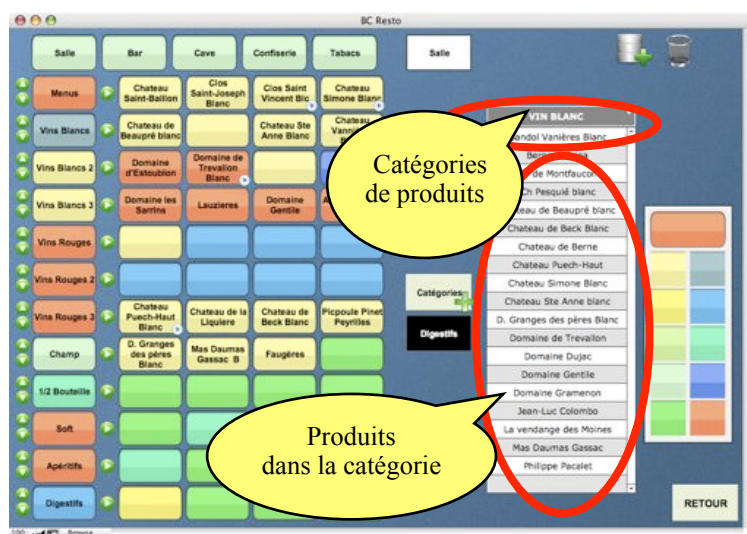 BC Resto
Salle
Bar
Cave
Confiserie
Tabacs
Salle
Menus
Chateau
Saint-Baillon
Clos
Saint-Joseph
Blanc
Clos Saint
Vincent Blc
Chateau
Simone Blanc
Vins Blancs
Chateau de
Beaupré blanc
Chateau Ste
Anne Blanc
Chateau
Vins Blancs 2
Domaine
d'Estoublon
Domaine de
Trevallon
Blanc
Vins Blancs 3
Domaine les
Sarrins
Lauzieres
Domaine
Gentile
Vins Rouges
Vins Rouges 2
Vins Rouges 3
Chateau
Puech-Haut
Blanc
Chateau de la
Liquiere
Chateau de
Beck Blanc
Picpoule Pinet
Peyrilles
Champ
D. Granges
des pères
Blanc
Mas Daumas
Gassac B
Faugères
1/2 Bouteille
Soft
Apéritifs
Digestifs
Catégories
de produits
Produits
dans la catégorie
Catégories
Digestifs
VIN BLANC
Vanières Blanc
de Montfaucon
Pesquié blanc
de Beaupré blanc
Chateau de Beck Blanc
Chateau de Berne
Chateau Puech-Haut
Chateau Simone Blanc
Chateau Ste Anne blanc
D. Granges des pères Blanc
Domaine de Trevallon
Domaine Dujac
Domaine Gentile
Domaine Gramenon
Jean-Luc Colombo
La vendange des Moines
Mas Daumas Gassac
Philippe Pacalet
RETOUR